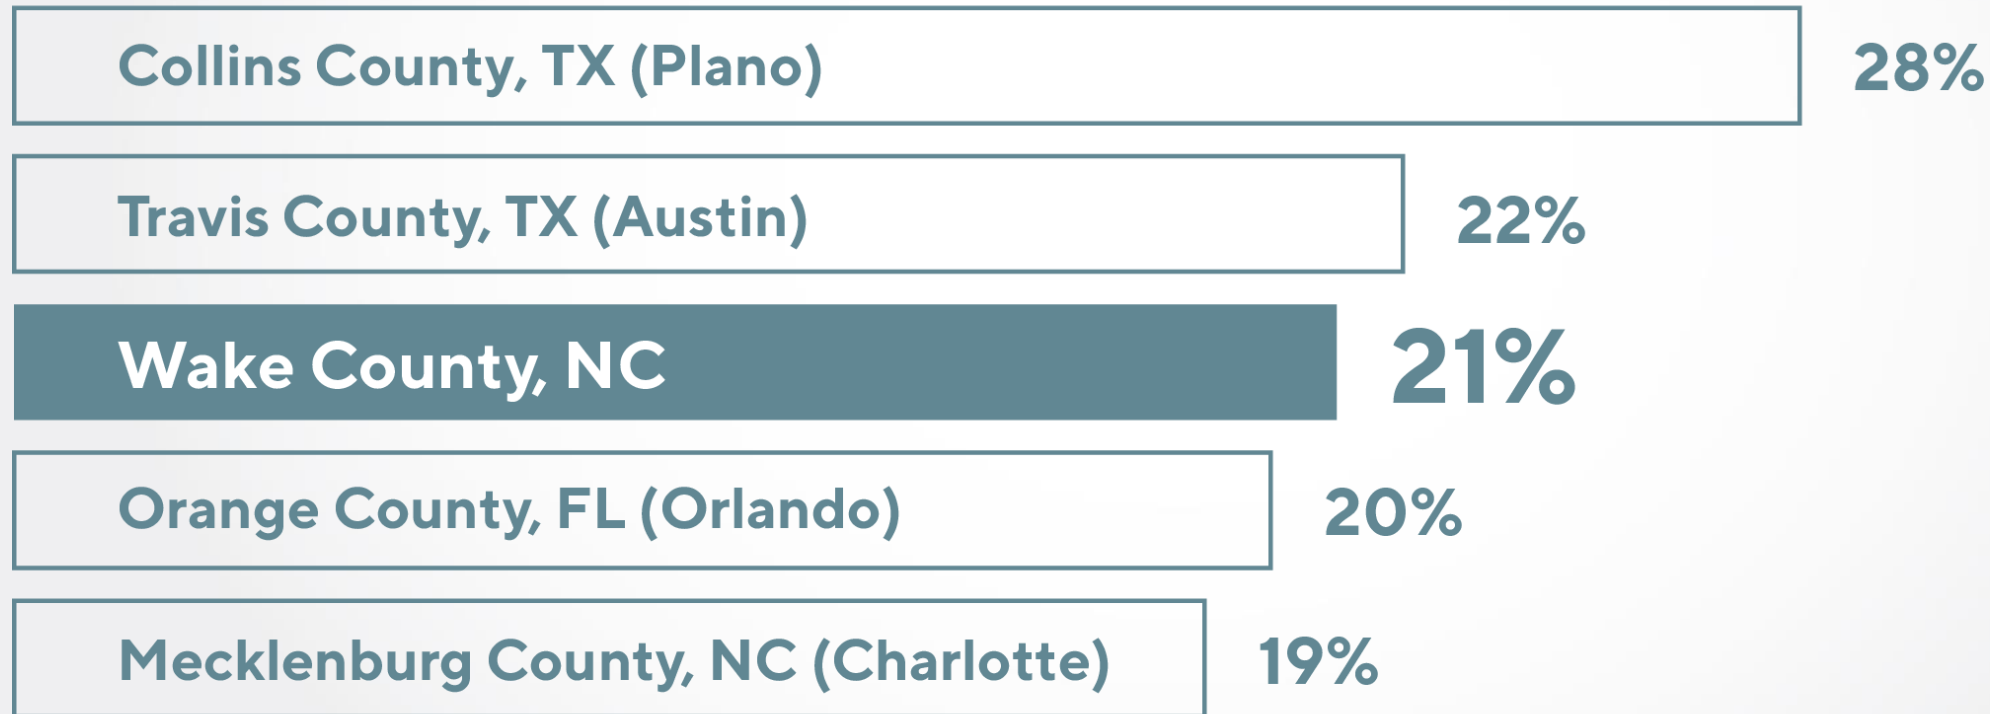 Collins County, TX (Plano) 28%
Travis County, TX (Austin) 22%
Wake County, NC 21%
Orange County, FL (Orlando) 20%
Mecklenburg County, NC (Charlotte) 19%